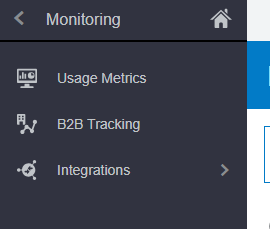 Monitoring
Usage Metrics
B2B Tracking
Integrations